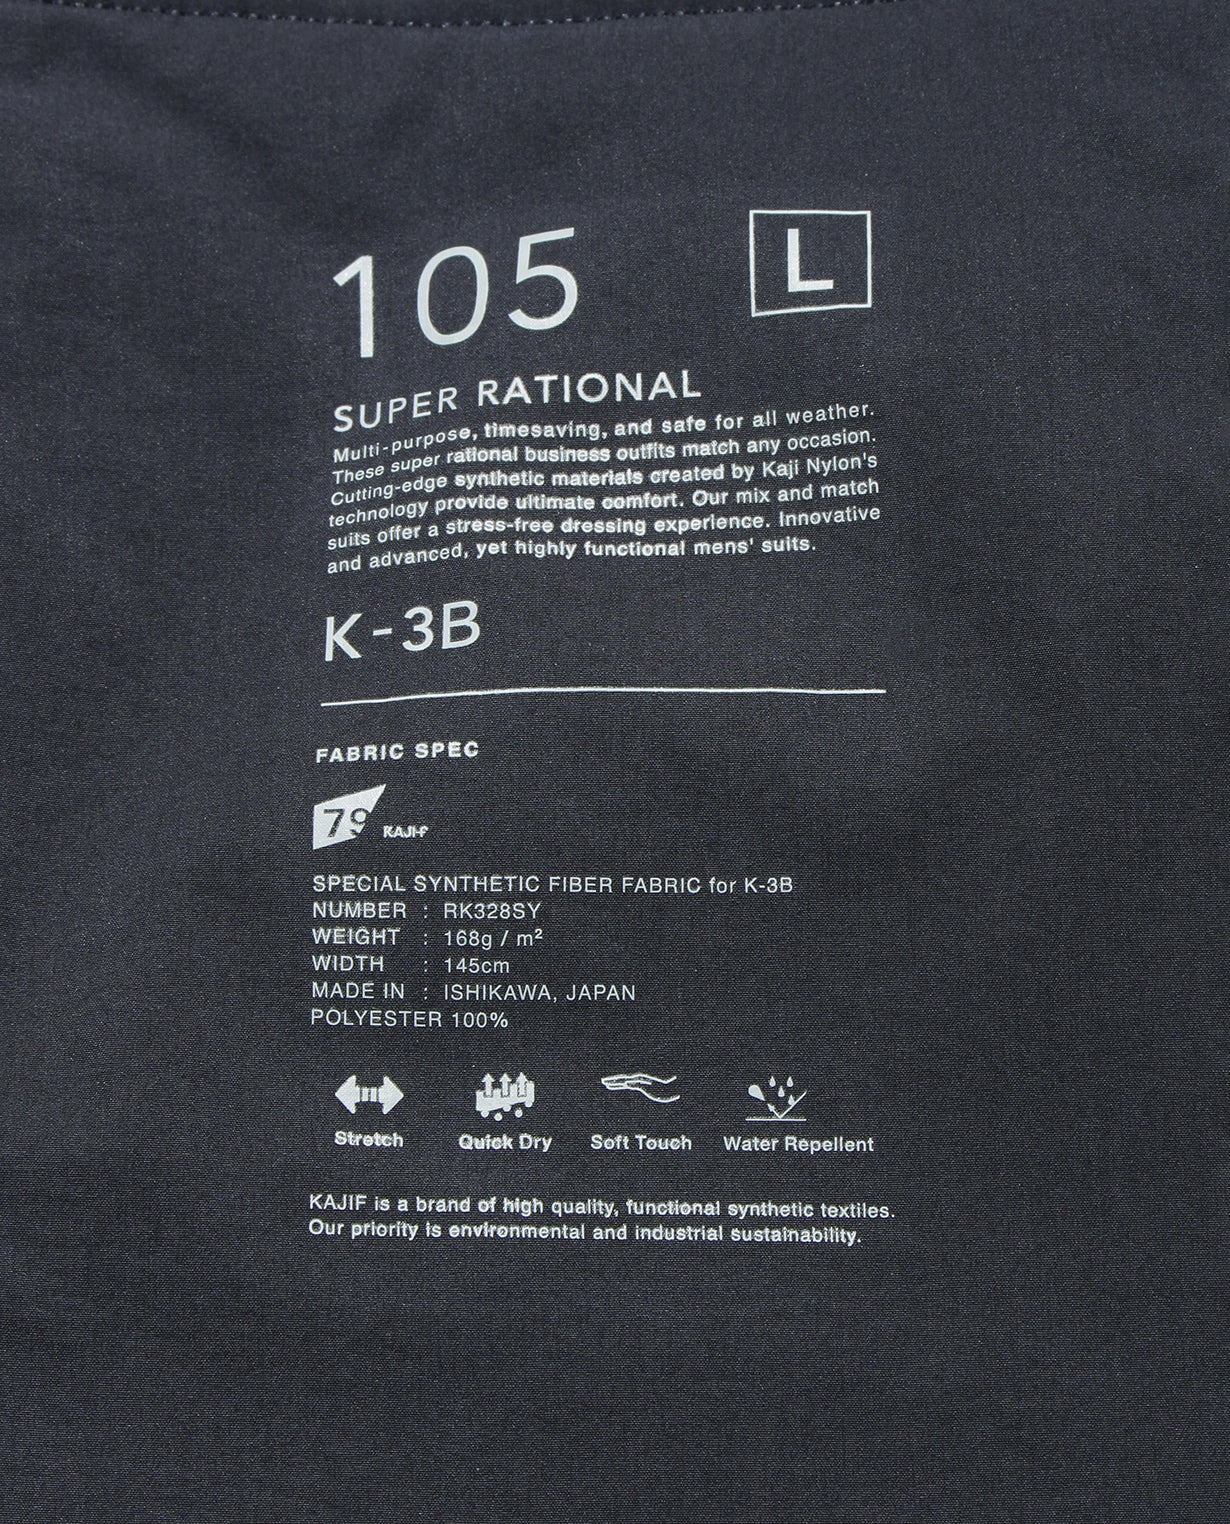 105
L
SUPER RATIONAL
Multi-purpose, timesaving, and safe for all weather.
These super rational business outfits match any occasion.
Cutting-edge synthetic materials created by Kaji Nylon's
technology provide ultimate comfort. Our mix and match
suits offer a stress-free dressing experience. Innovative
and advanced, yet highly functional mens' suits.
K-3B
FABRIC SPEC
79 KAJI-F
SPECIAL SYNTHETIC FIBER FABRIC for K-3B
NUMBER : RK328SY
WEIGHT : 168g / m²
WIDTH : 145cm
MADE IN : ISHIKAWA, JAPAN
POLYESTER 100%
Stretch Quick Dry Soft Touch Water Repellent
KAJIF is a brand of high quality, functional synthetic textiles.
Our priority is environmental and industrial sustainability.